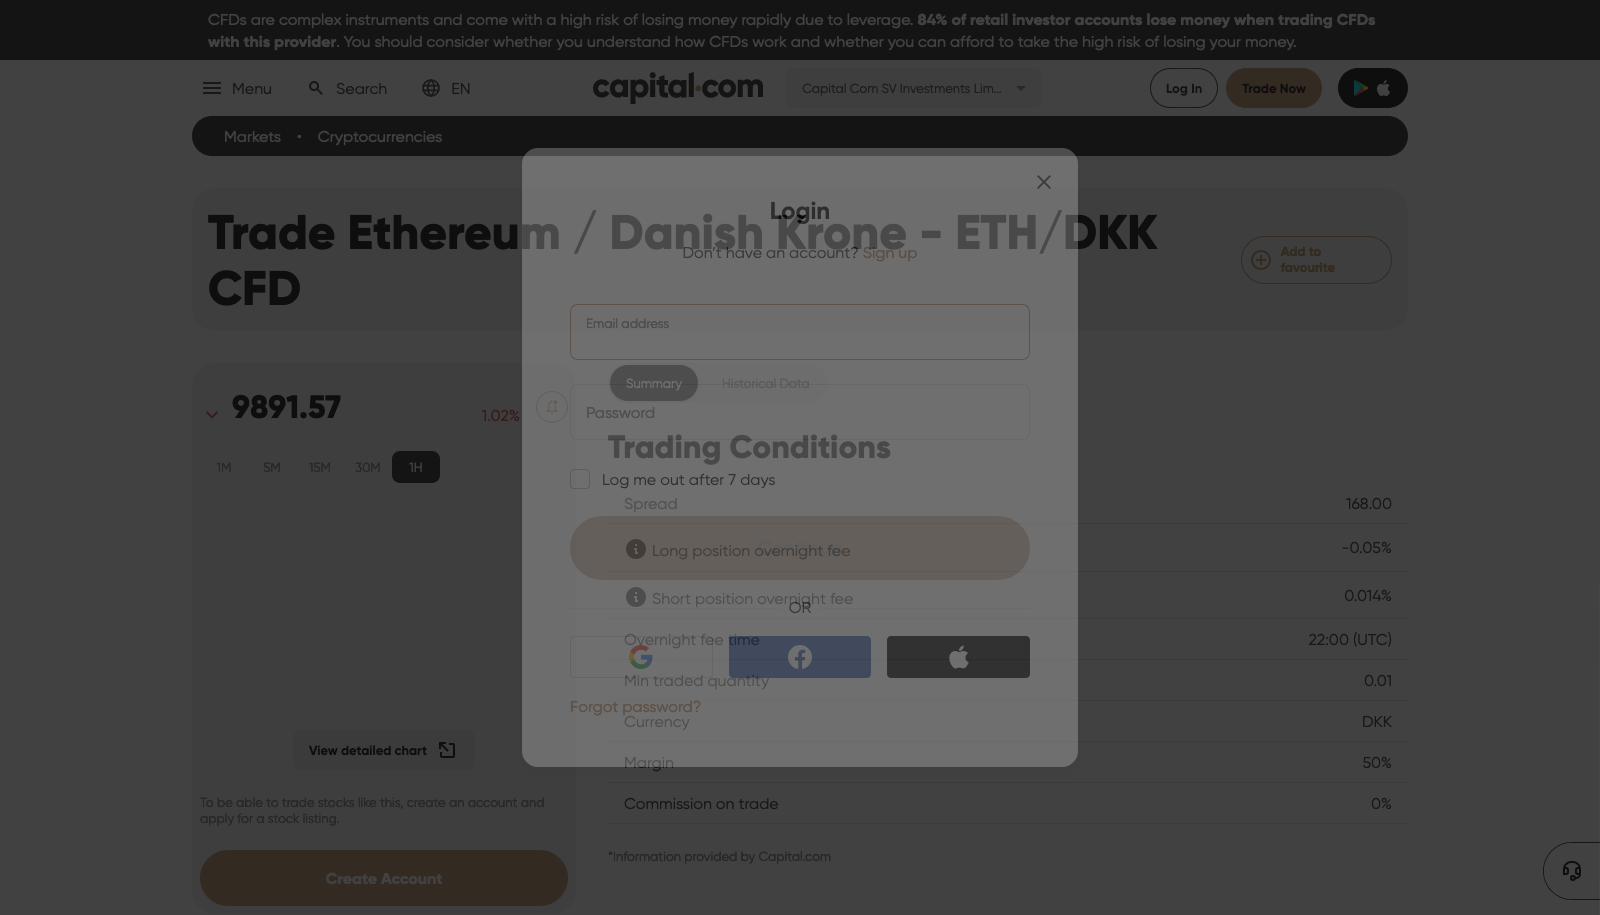 CFDs are complex instruments and come with a high risk of losing money rapidly due to leverage. 84% of retail investor accounts lose money when trading CFDs
with this provider. You should consider whether you understand how CFDs work and whether you can afford to take the high risk of losing your money.
Menu
Search
EN
capital.com
Capital Com SV Investments Lim...
Log In
Trade Now
Markets • Cryptocurrencies
Login
Trade Ethereum / Danish Krone - ETH/DKK
CFD
Add to
favourite
Don't have an account? Sign up
Email address
Summary
Historical Data
9891.57
1.02%
Password
Trading Conditions
1M
5M
15M
30M
1H
Log me out after 7 days
Spread 168.00
Long position overnight fee -0.05%
Short position overnight fee 0.014%
OR
Overnight fee time 22:00 (UTC)
Min traded quantity 0.01
Forgot password?
Currency DKK
Margin 50%
Commission on trade 0%
View detailed chart
To be able to trade stocks like this, create an account and
apply for a stock listing.
*Information provided by Capital.com
Create Account